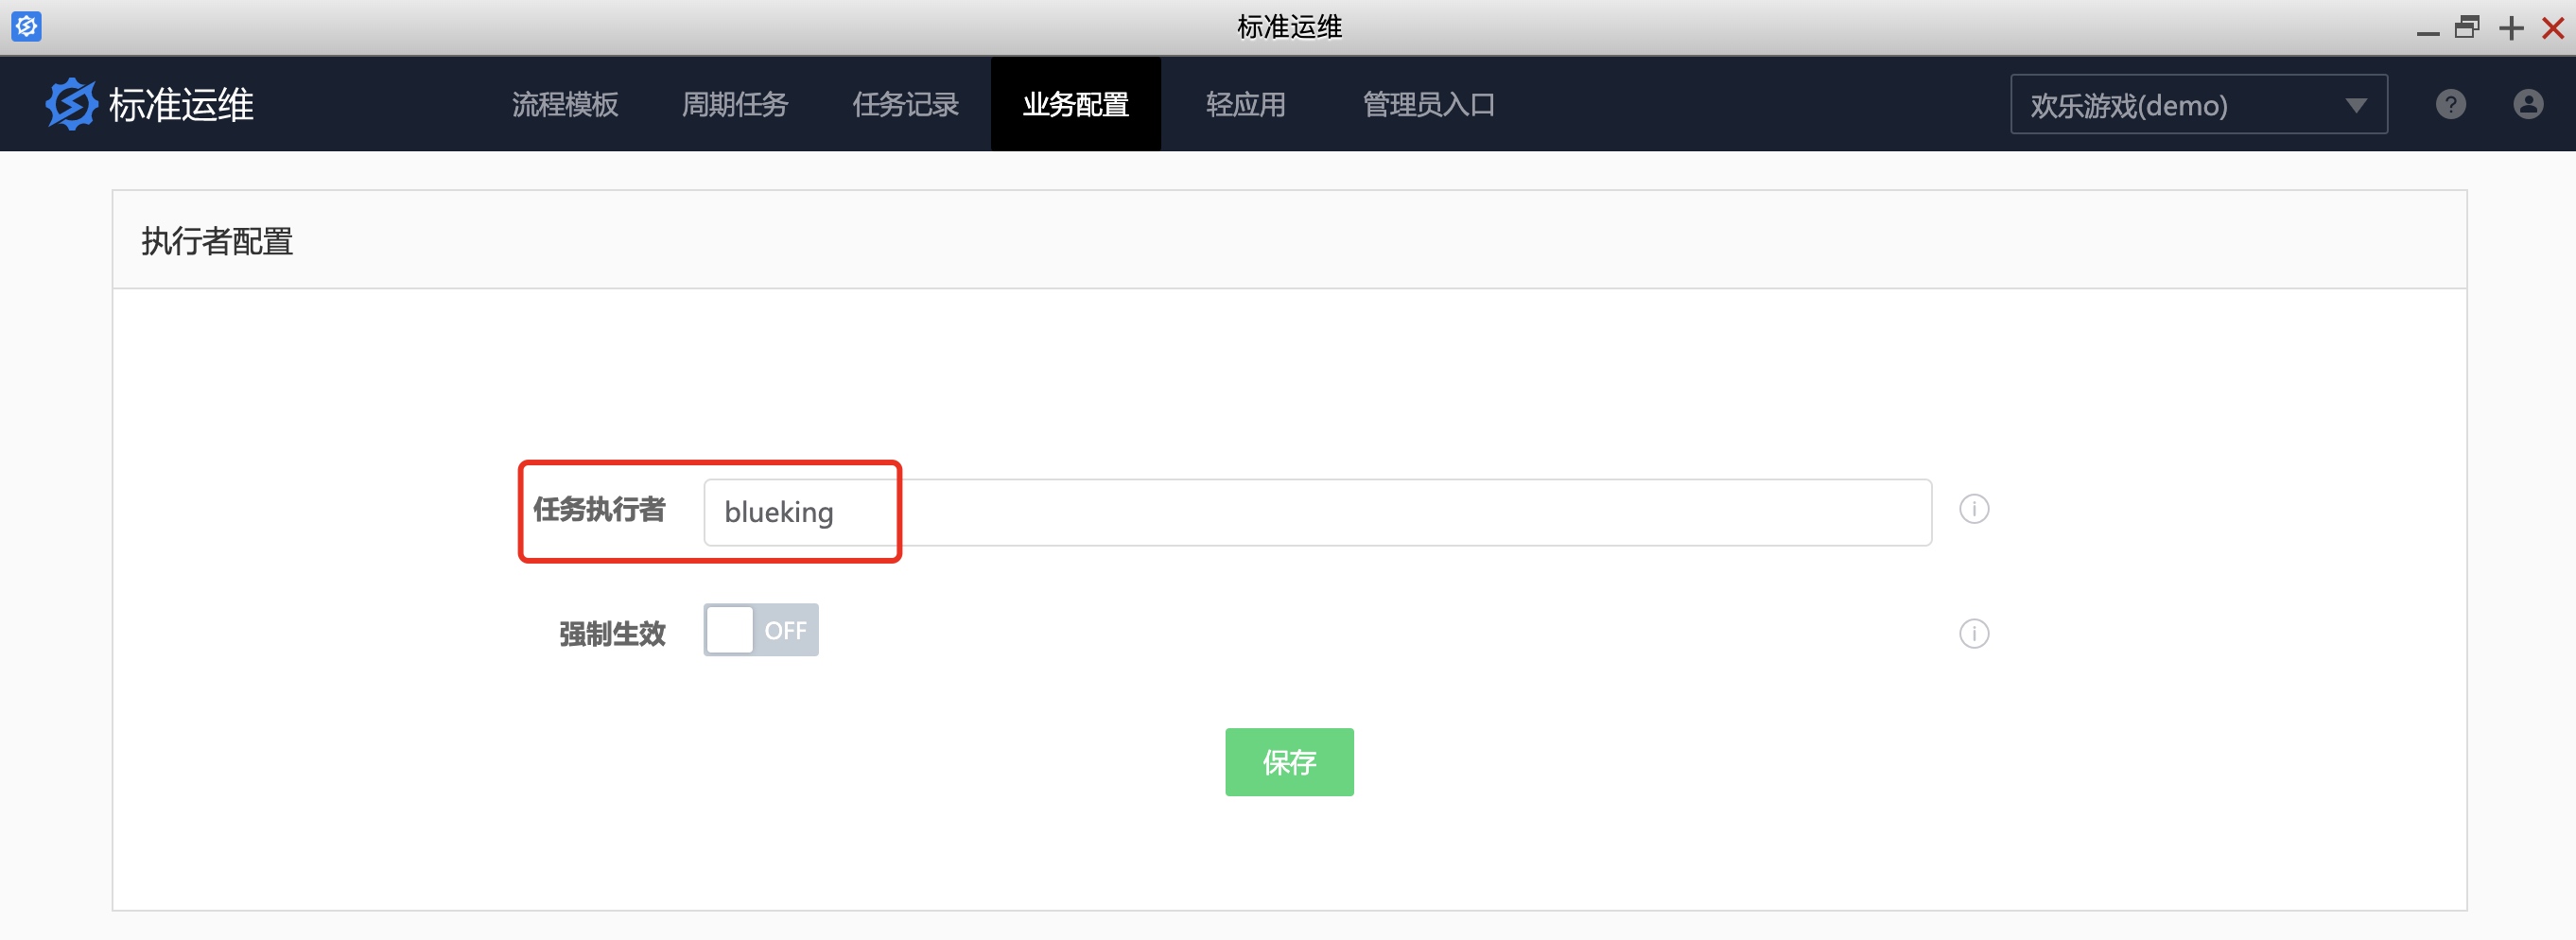 标准运维
标准运维
流程模板 周期任务 任务记录 业务配置 轻应用 管理员入口 欢乐游戏(demo)
执行者配置
任务执行者 blueking
强制生效 OFF
保存